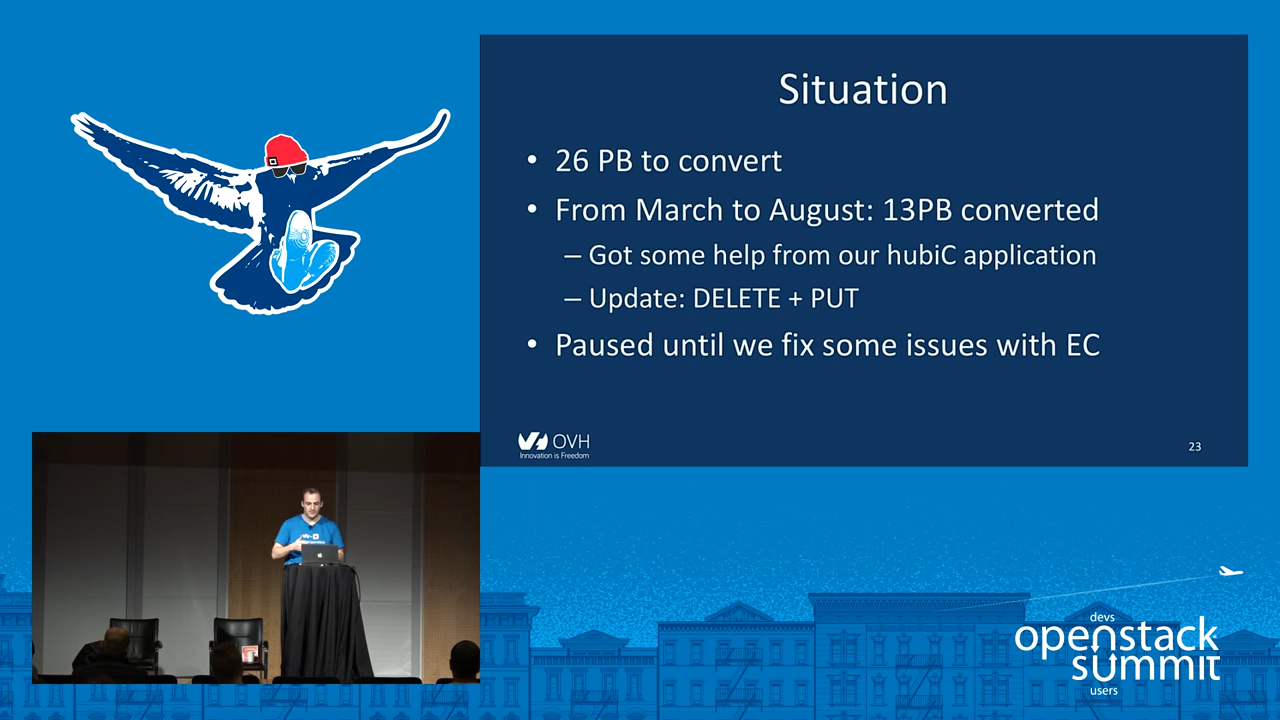 Situation
• 26 PB to convert
• From March to August: 13PB converted
– Got some help from our hubiC application
– Update: DELETE + PUT
• Paused until we fix some issues with EC
OVH
Innovation is Freedom
23
devs
openstack
summit
users